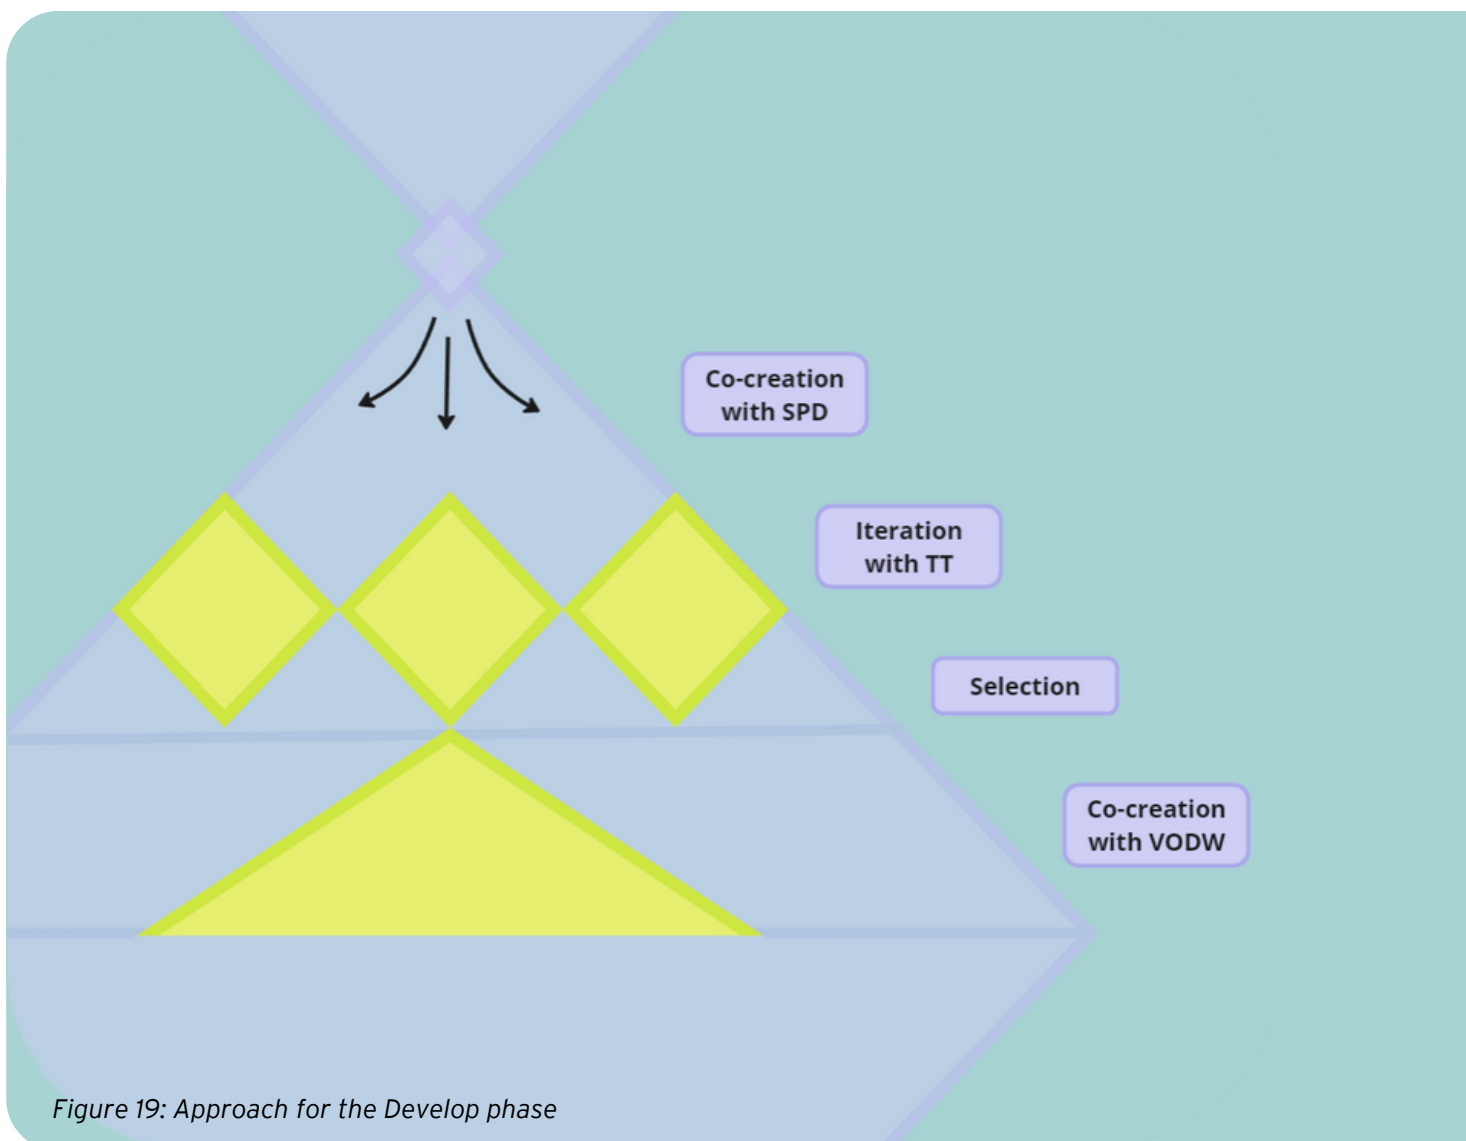 Co-creation
with SPD
Iteration
with TT
Selection
Co-creation
with VODW
Figure 19: Approach for the Develop phase